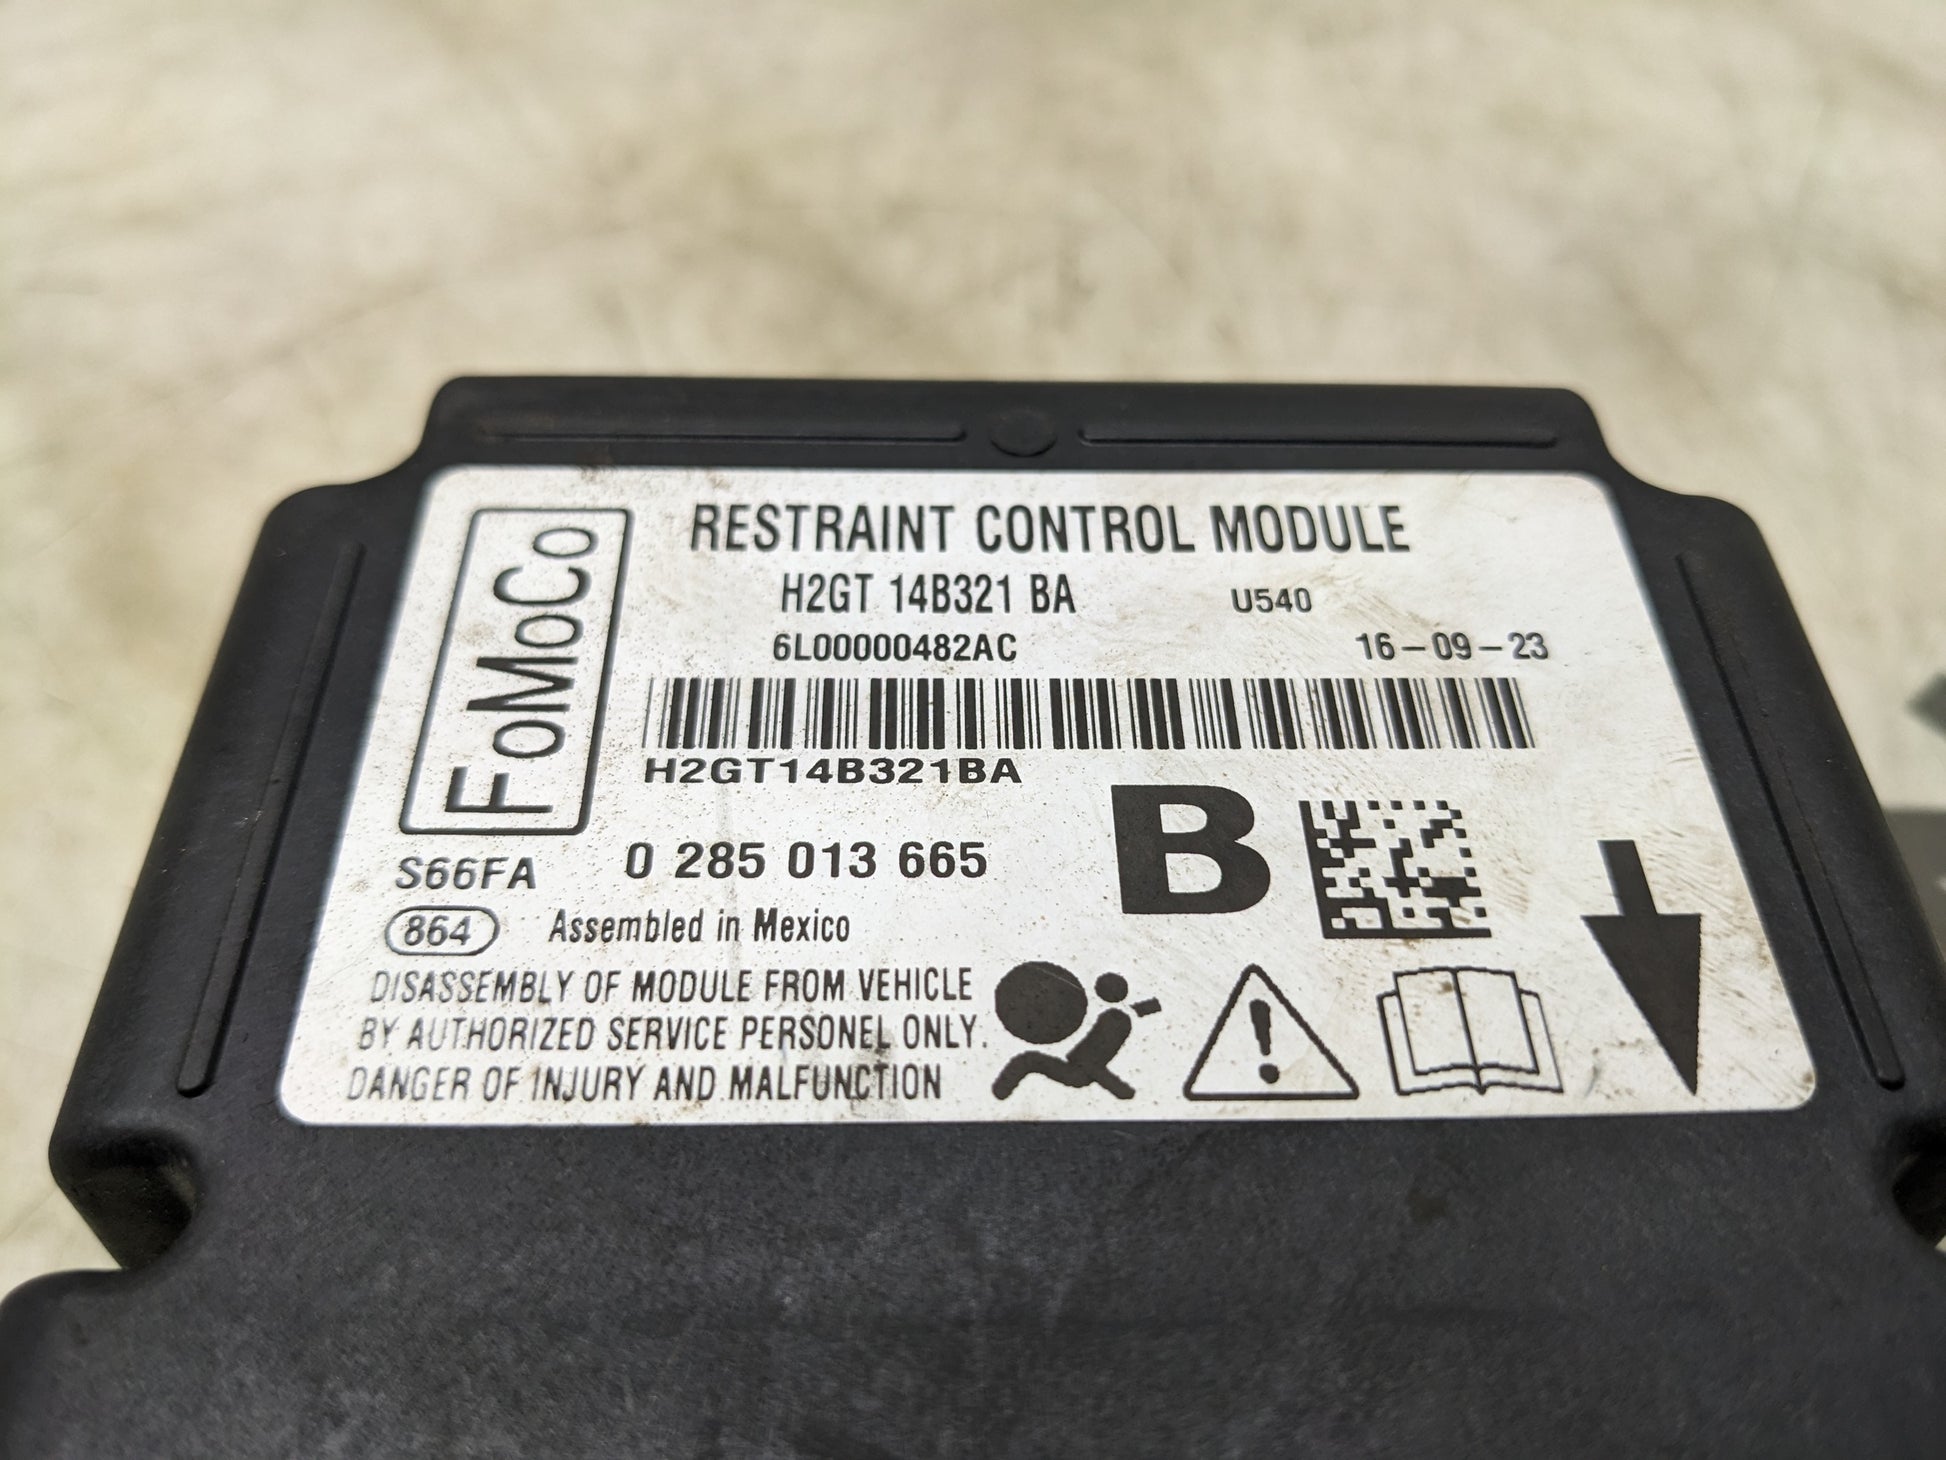 FoMoCo
RESTRAINT CONTROL MODULE
H2GT 14B321 BA U540
6L00000482AC 16-09-23
H2GT14B321BA
S66FA 0 285 013 665 B
864 Assembled in Mexico
DISASSEMBLY OF MODULE FROM VEHICLE
BY AUTHORIZED SERVICE PERSONEL ONLY.
DANGER OF INJURY AND MALFUNCTION